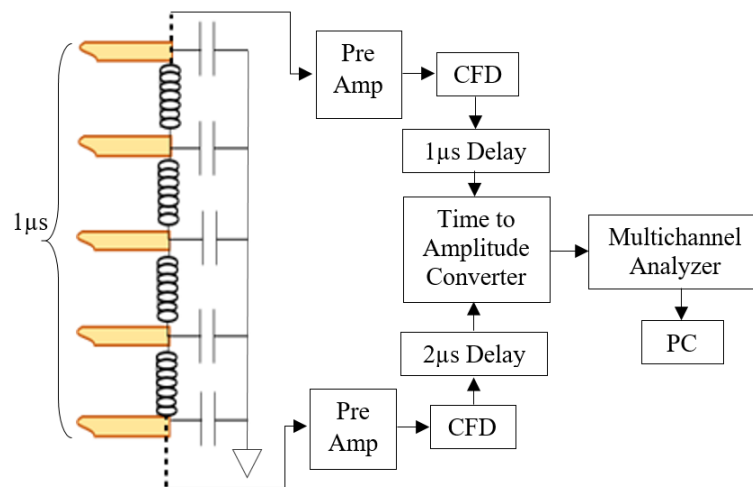 Pre
Amp
CFD
1µs Delay
1µs
Time to
Amplitude
Converter
Multichannel
Analyzer
PC
2µs Delay
Pre
Amp
CFD